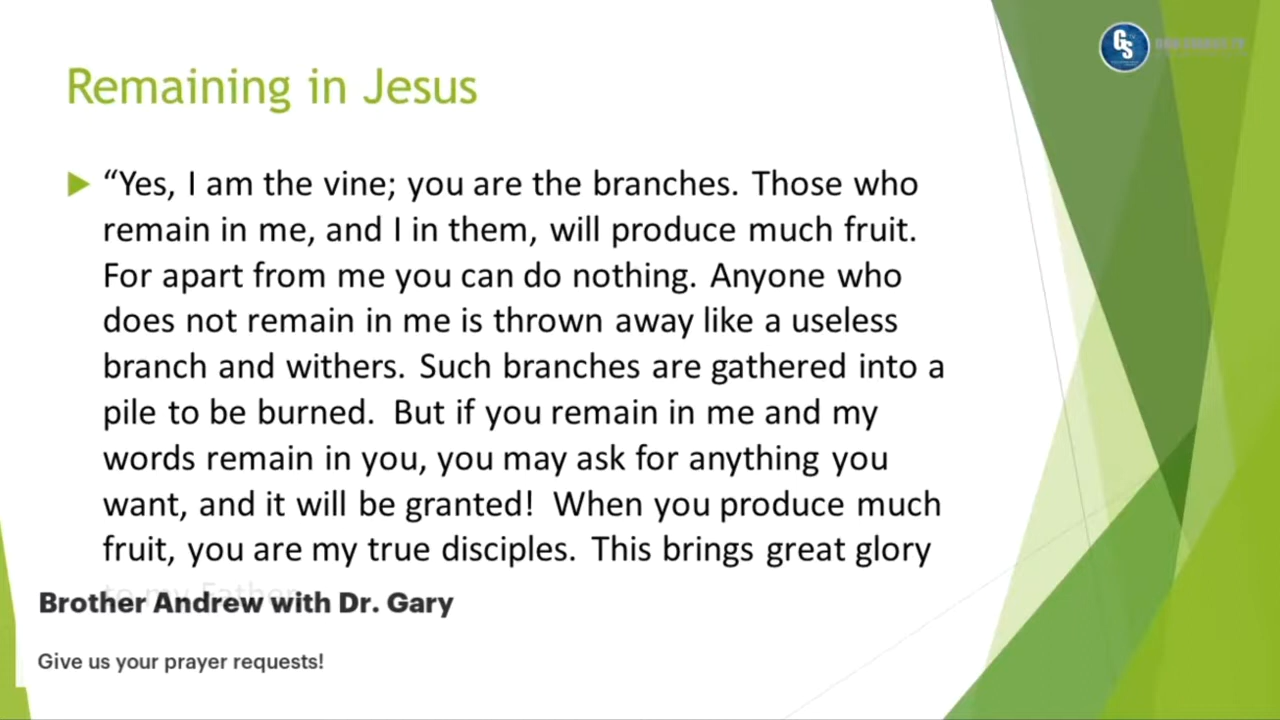 GS
Remaining in Jesus
“Yes, I am the vine; you are the branches. Those who
remain in me, and I in them, will produce much fruit.
For apart from me you can do nothing. Anyone who
does not remain in me is thrown away like a useless
branch and withers. Such branches are gathered into a
pile to be burned. But if you remain in me and my
words remain in you, you may ask for anything you
want, and it will be granted! When you produce much
fruit, you are my true disciples. This brings great glory
to my Father
Brother Andrew with Dr. Gary
Give us your prayer requests!